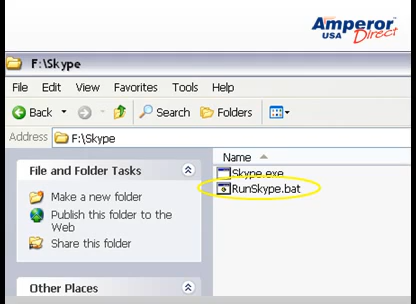 Amperor
USA Direct
F:\Skype
File Edit View Favorites Tools Help
Back Search Folders
Address F:\Skype
File and Folder Tasks
Make a new folder
Publish this folder to the
Web
Share this folder
Other Places
Name
Skype.exe
RunSkype.bat